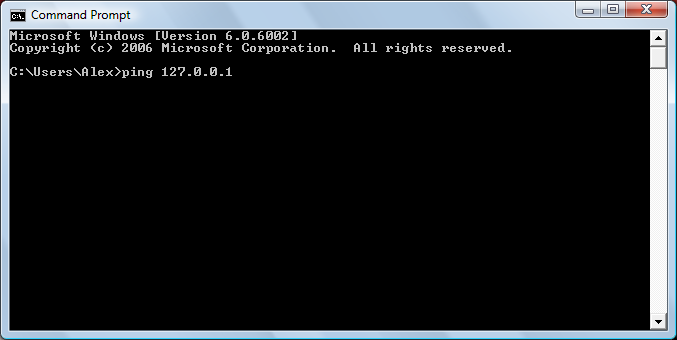 Command Prompt
Microsoft Windows [Version 6.0.6002]
Copyright (c) 2006 Microsoft Corporation.  All rights reserved.
C:\Users\Alex>ping 127.0.0.1